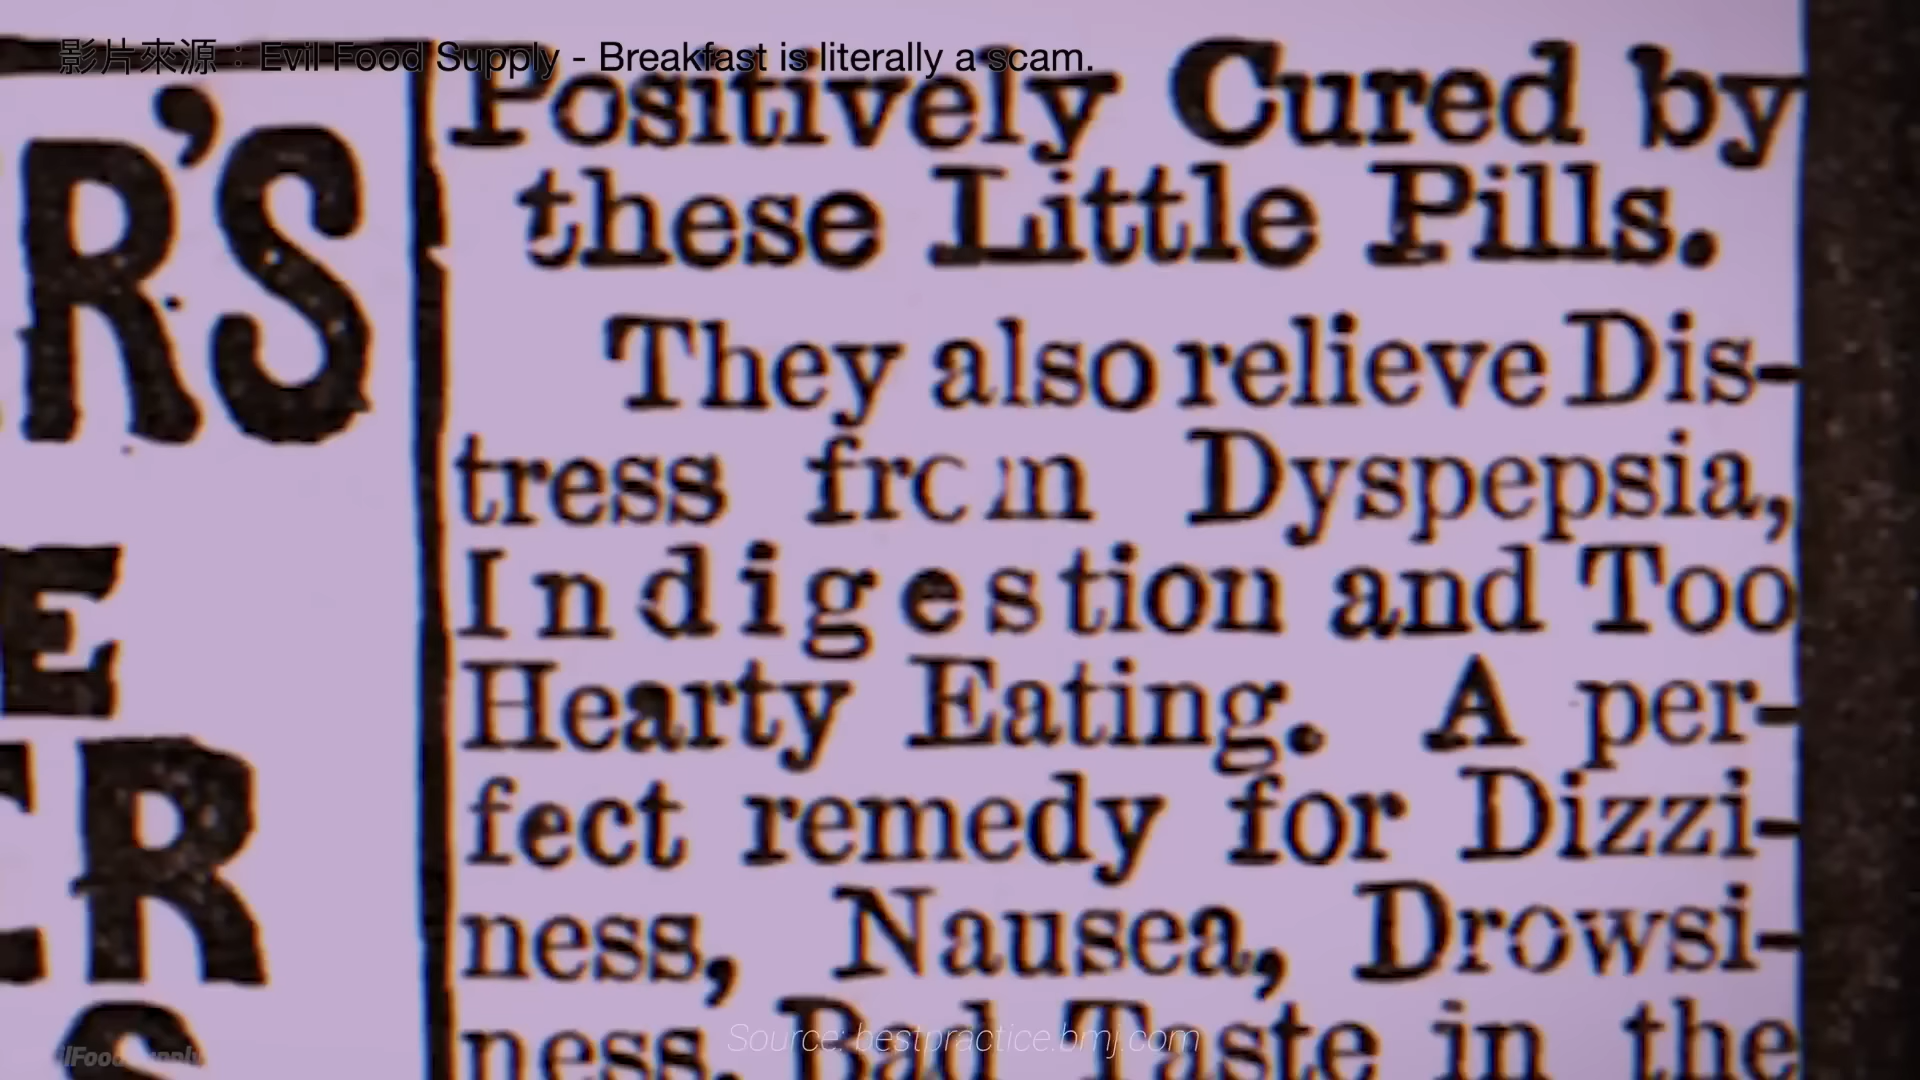 影片來源：Evil Food Supply - Breakfast is literally a scam.
R'S
E
ER
S
Positively Cured by
these Little Pills.
They also relieve Dis-
tress from Dyspepsia,
Indigestion and Too
Hearty Eating. A per-
fect remedy for Dizzi-
ness, Nausea, Drowsi-
ness, Bad Taste in the
Source: bestpractice.bmj.com
ilFoodSupply